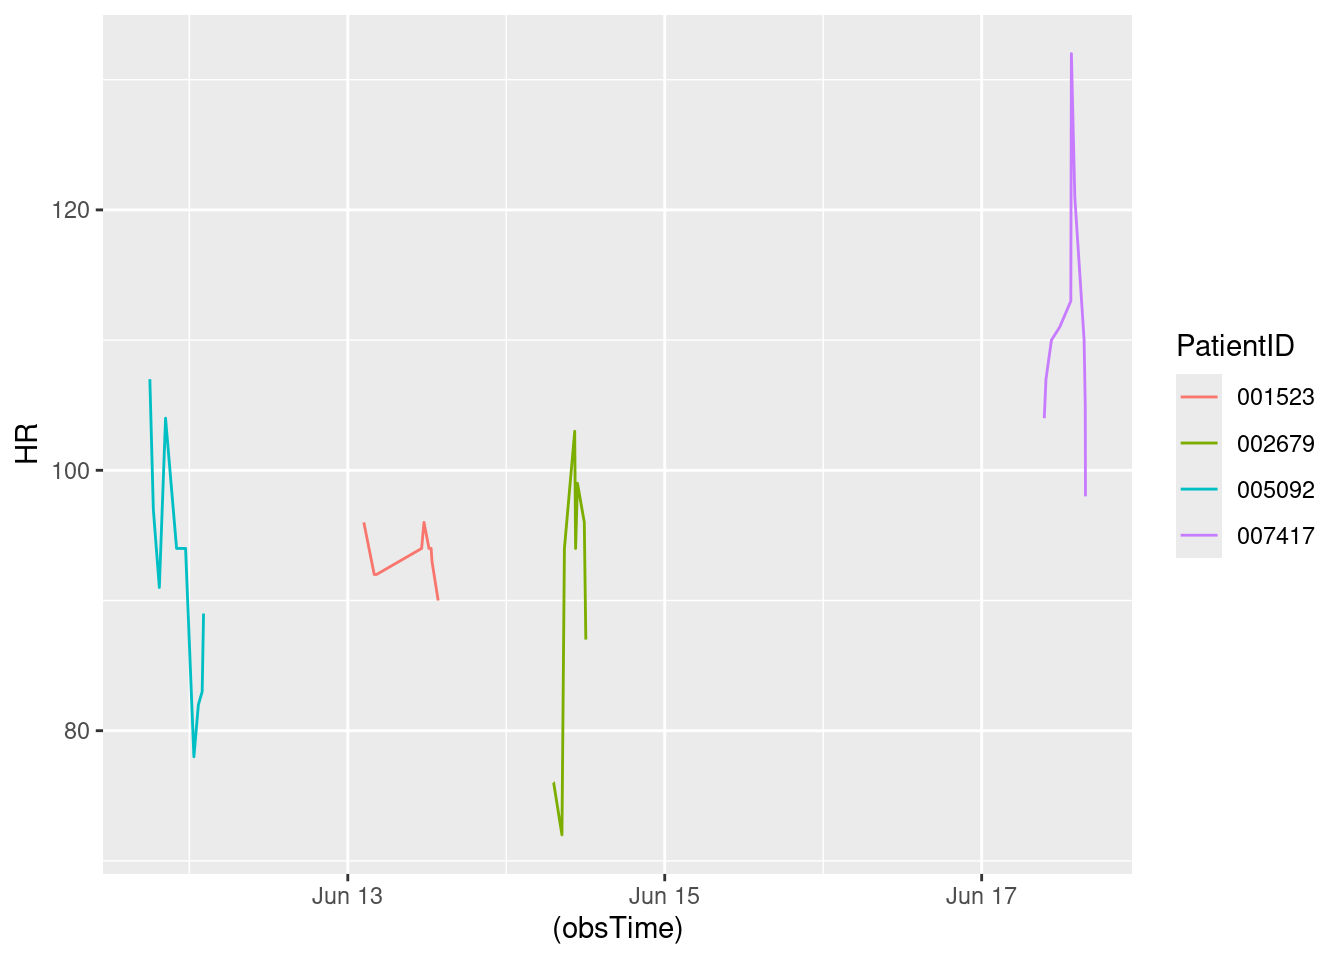 120
100
80
HR
Jun 13
Jun 15
Jun 17
(obsTime)
PatientID
001523
002679
005092
007417